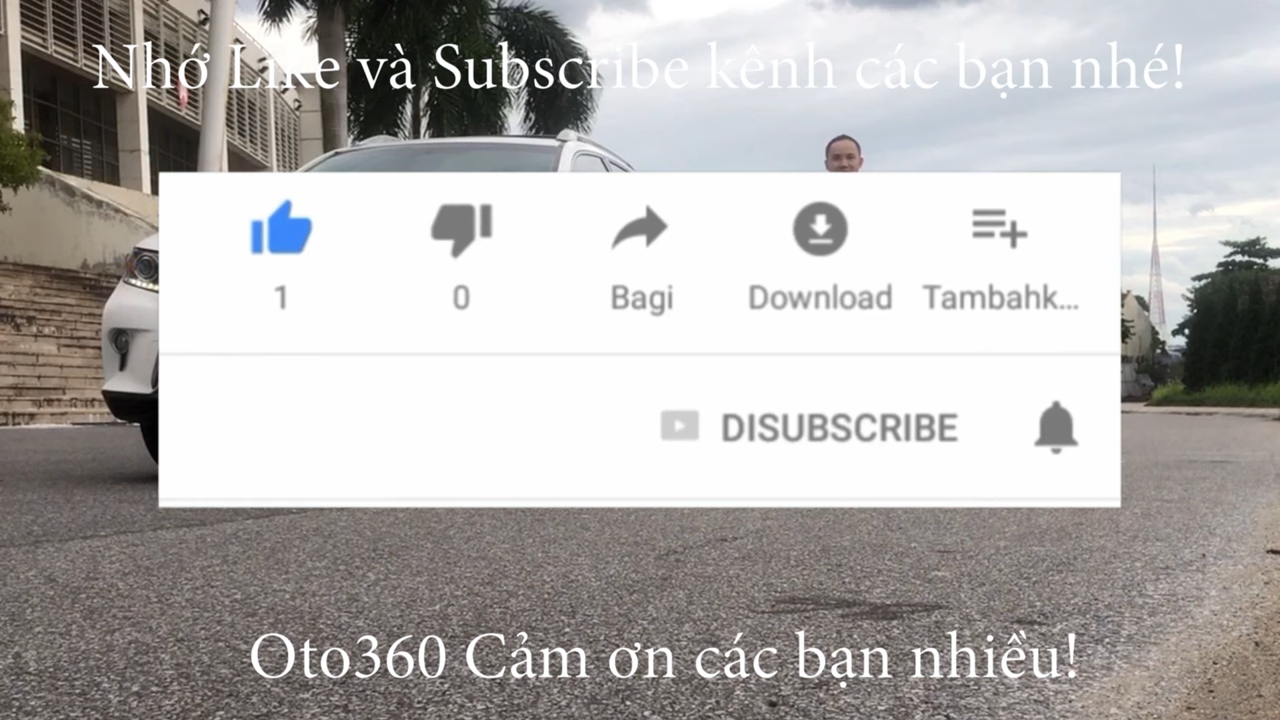 Nhớ Like và Subscribe kênh các bạn nhé!
1 0 Bagi Download Tambahk...
DISUBSCRIBE
Oto360 Cảm ơn các bạn nhiều!